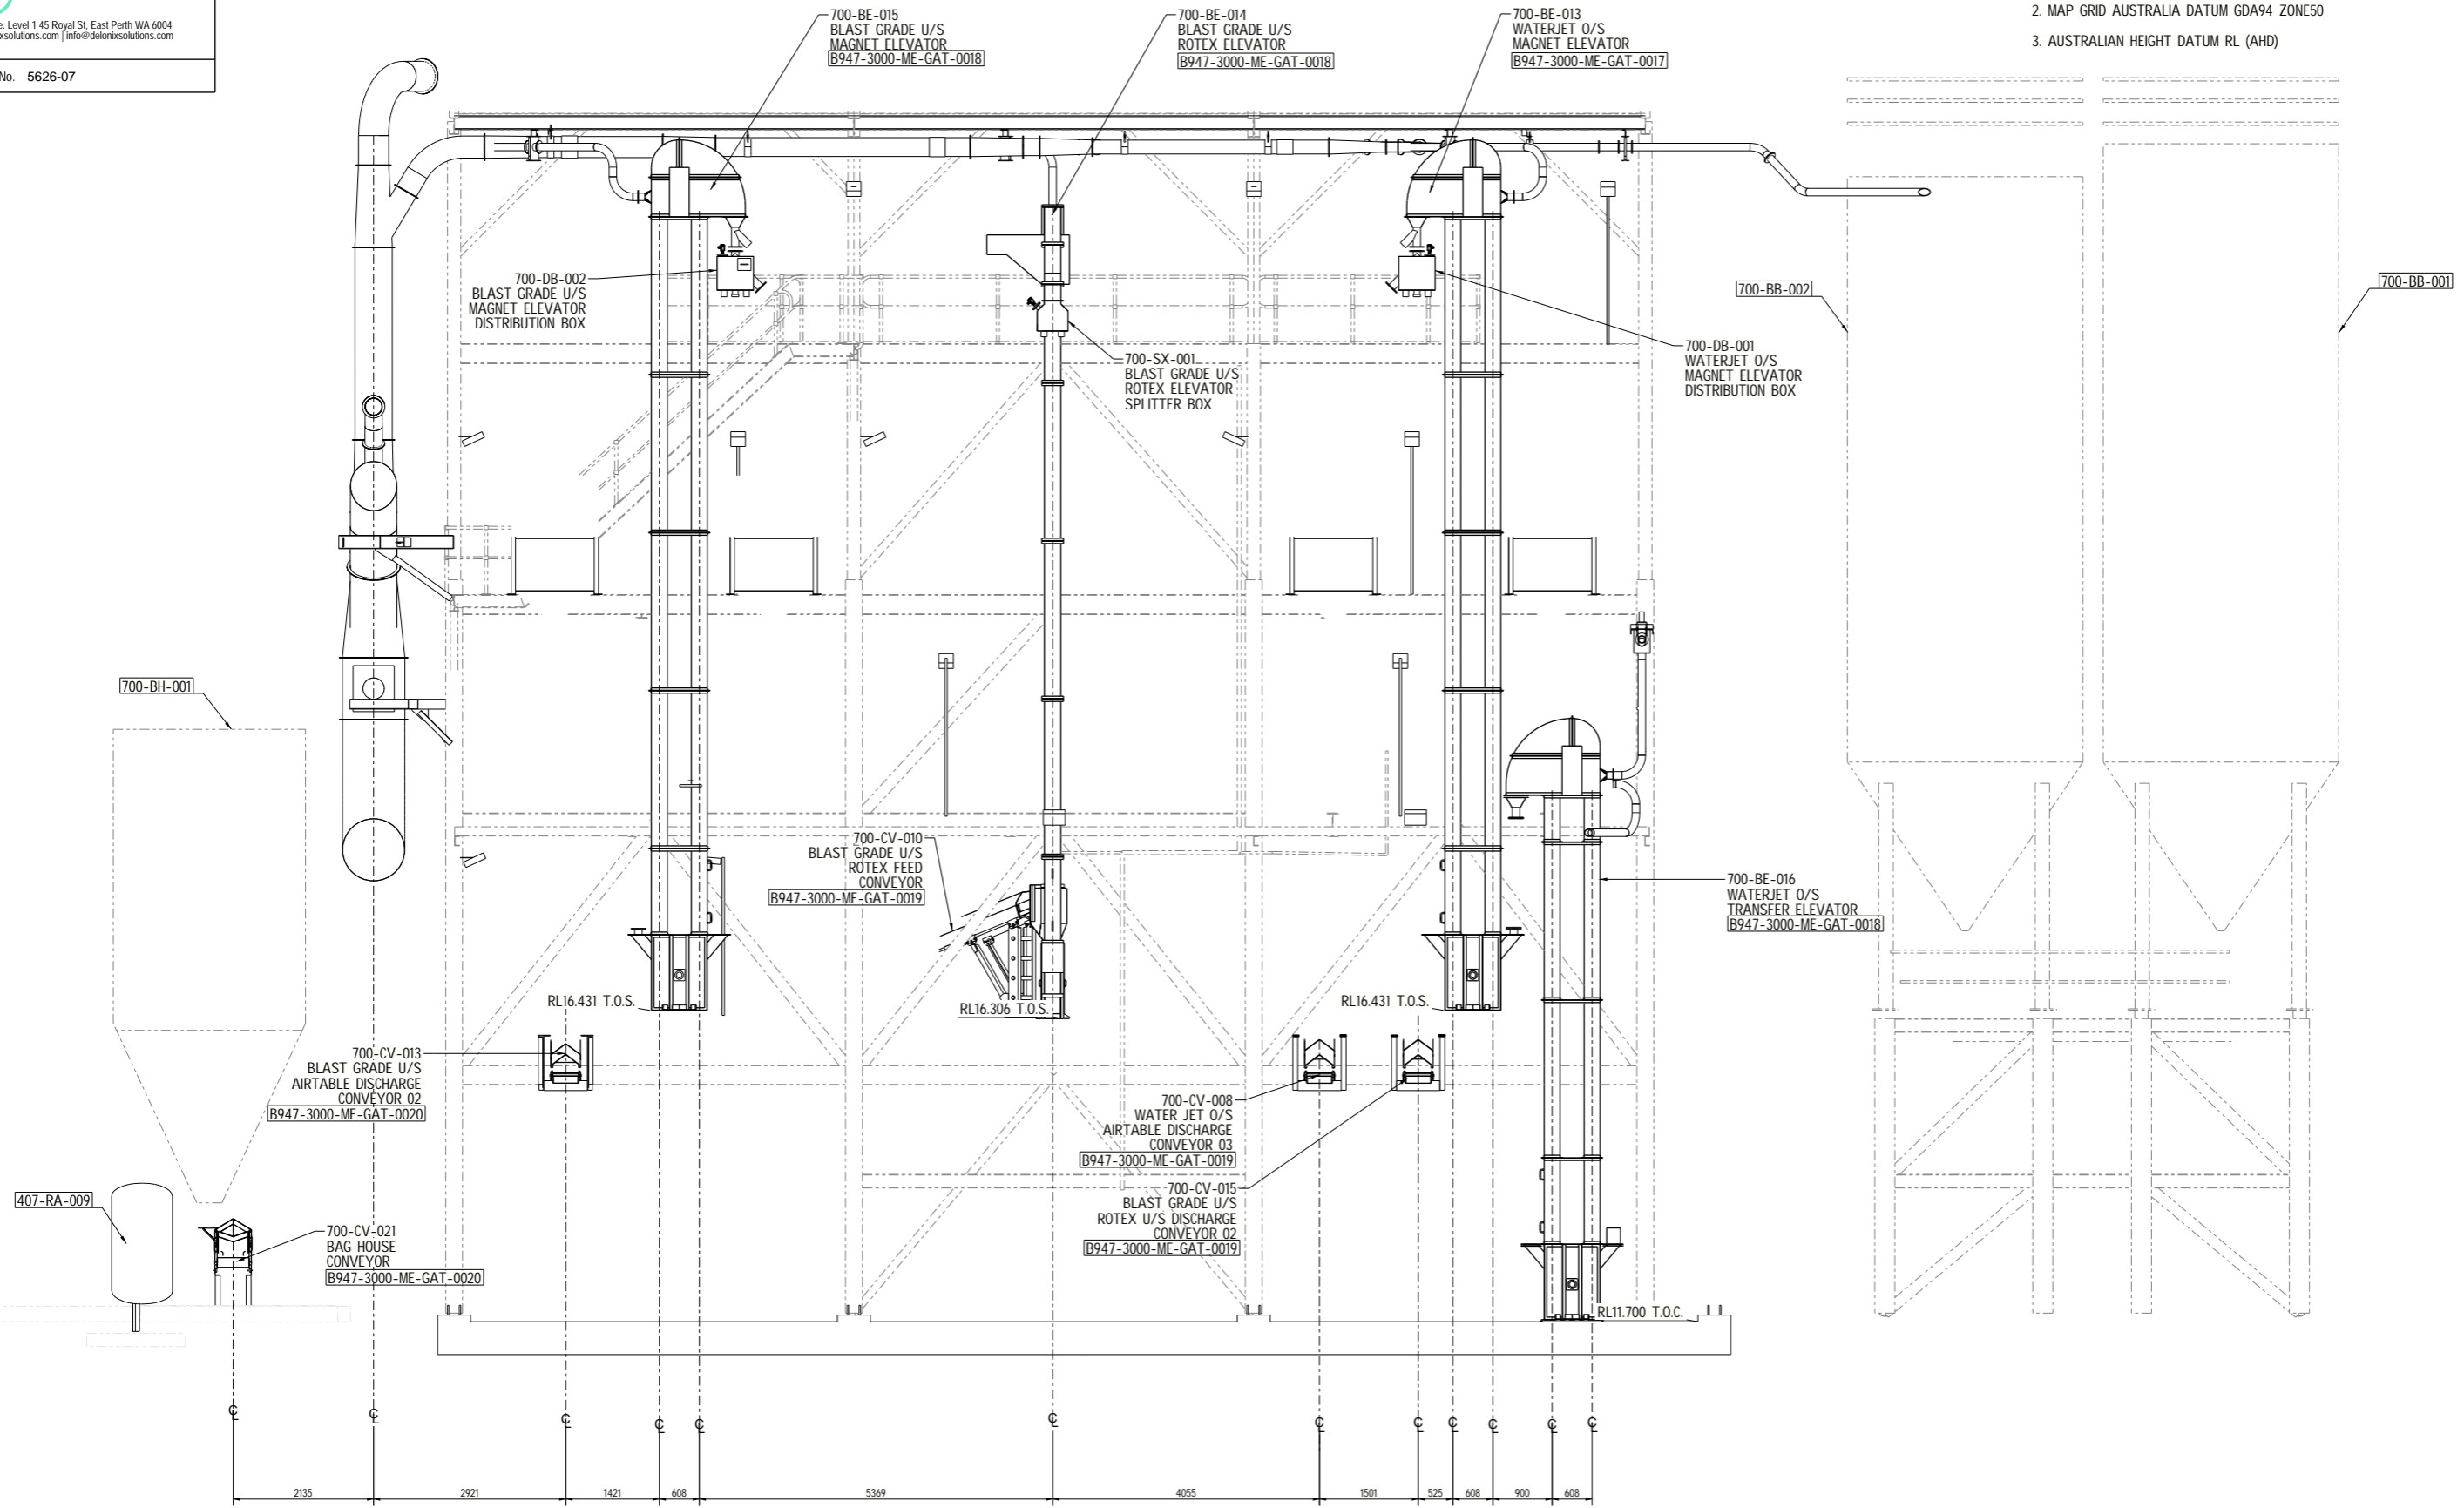 e: Level 1 45 Royal St, East Perth WA 6004
xsolutions.com | info@delonixsolutions.com
No. 5626-07
2. MAP GRID AUSTRALIA DATUM GDA94 ZONE50
3. AUSTRALIAN HEIGHT DATUM RL (AHD)
700-BE-015
BLAST GRADE U/S
MAGNET ELEVATOR
B947-3000-ME-GAT-0018
700-BE-014
BLAST GRADE U/S
ROTEX ELEVATOR
B947-3000-ME-GAT-0018
700-BE-013
WATERJET O/S
MAGNET ELEVATOR
B947-3000-ME-GAT-0017
700-DB-002
BLAST GRADE U/S
MAGNET ELEVATOR
DISTRIBUTION BOX
700-SX-001
BLAST GRADE U/S
ROTEX ELEVATOR
SPLITTER BOX
700-DB-001
WATERJET O/S
MAGNET ELEVATOR
DISTRIBUTION BOX
700-BB-002
700-BB-001
700-BH-001
700-CV-010
BLAST GRADE U/S
ROTEX FEED
CONVEYOR
B947-3000-ME-GAT-0019
700-BE-016
WATERJET O/S
TRANSFER ELEVATOR
B947-3000-ME-GAT-0018
RL16.431 T.O.S.
RL16.306 T.O.S.
RL16.431 T.O.S.
700-CV-013
BLAST GRADE U/S
AIRTABLE DISCHARGE
CONVEYOR 02
B947-3000-ME-GAT-0020
700-CV-008
WATER JET O/S
AIRTABLE DISCHARGE
CONVEYOR 03
B947-3000-ME-GAT-0019
700-CV-015
BLAST GRADE U/S
ROTEX U/S DISCHARGE
CONVEYOR 02
B947-3000-ME-GAT-0019
407-RA-009
700-CV-021
BAG HOUSE
CONVEYOR
B947-3000-ME-GAT-0020
RL11.700 T.O.C.
℄ ℄ ℄ ℄ ℄ ℄ ℄ ℄ ℄ ℄ ℄ ℄
2135 2921 1421 608 5369 4055 1501 525 608 900 608